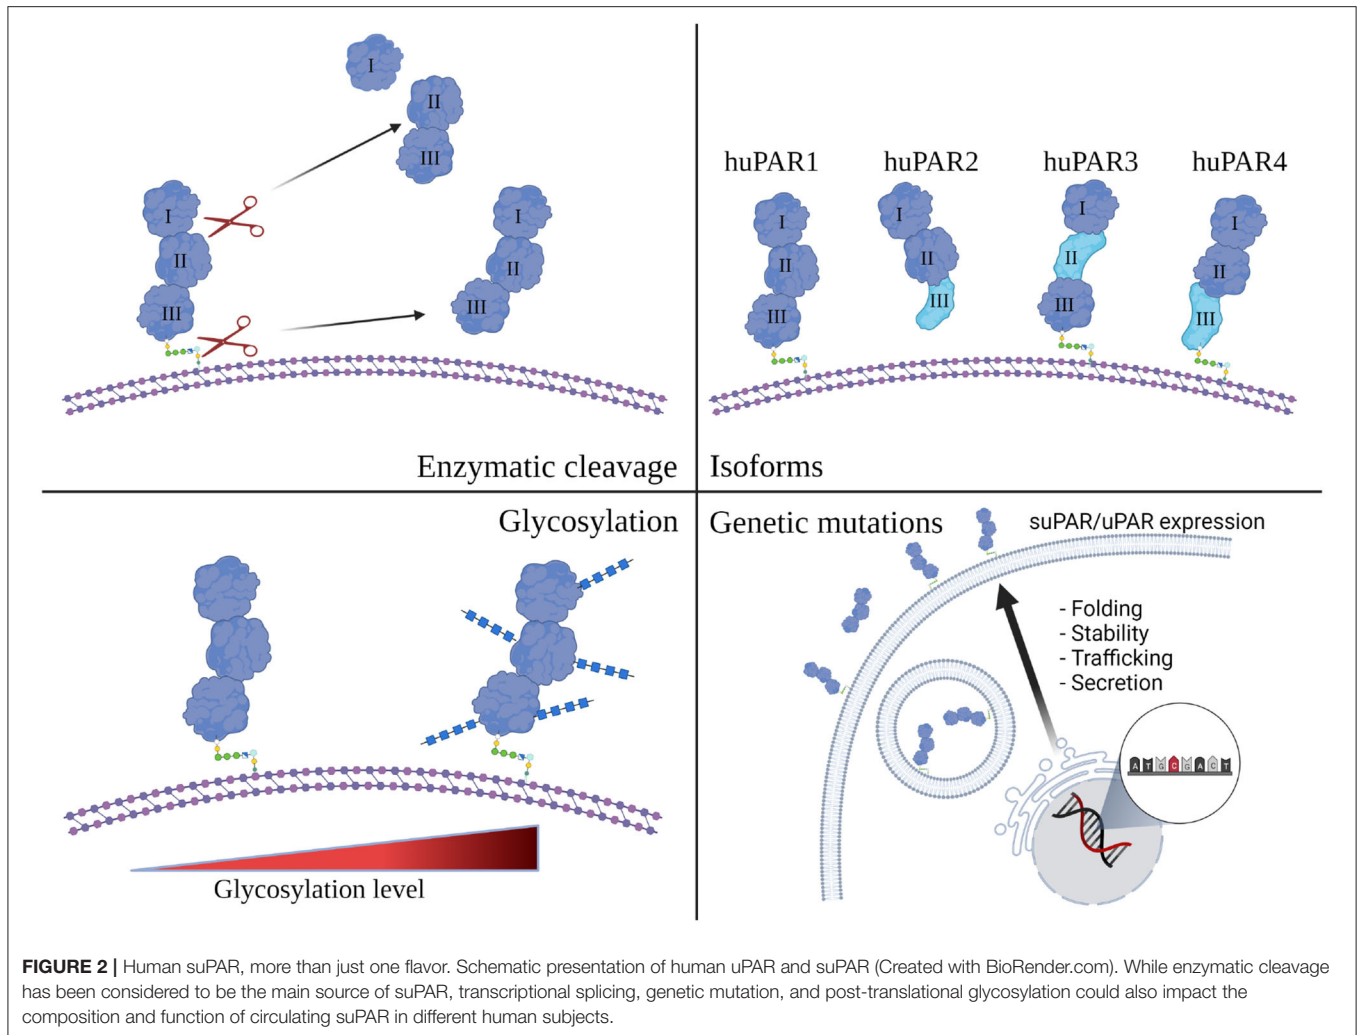 I
II
III
I
II
III
I
II
III
Enzymatic cleavage
huPAR1
huPAR2
huPAR3
huPAR4
I
II
III
I
II
III
I
II
III
I
II
III
Isoforms
Glycosylation
Glycosylation level
Genetic mutations
suPAR/uPAR expression
- Folding
- Stability
- Trafficking
- Secretion
A T G C G A C T
FIGURE 2 | Human suPAR, more than just one flavor. Schematic presentation of human uPAR and suPAR (Created with BioRender.com). While enzymatic cleavage
has been considered to be the main source of suPAR, transcriptional splicing, genetic mutation, and post-translational glycosylation could also impact the
composition and function of circulating suPAR in different human subjects.